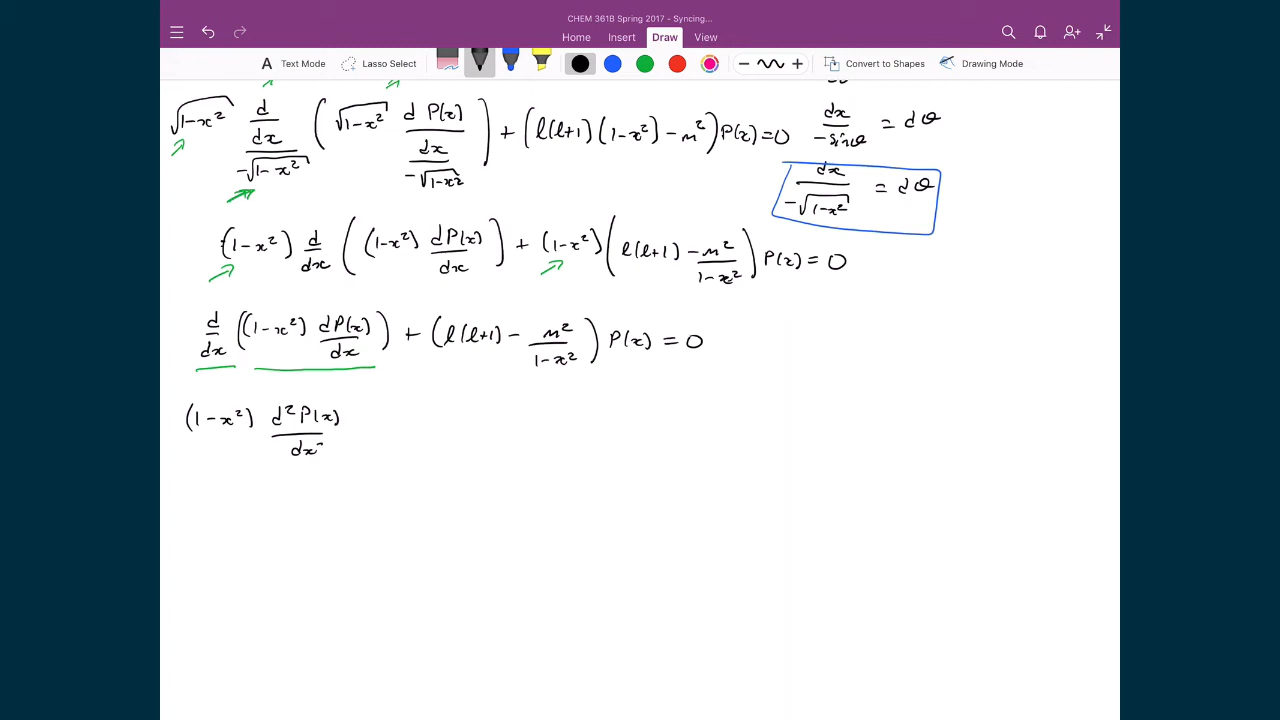 CHEM 361B Spring 2017 - Syncing...
Home Insert Draw View
Text Mode Lasso Select Convert to Shapes Drawing Mode
√(1-x²) d/(dx/(-√(1-x²))) (√(1-x²) dP(x)/(dx/(-√(1-x²)))) + (l(l+1)(1-x²) - m²)P(x) = 0
dx/(-sinθ) = dθ
dx/(-√(1-x²)) = dθ
(1-x²) d/dx ((1-x²) dP(x)/dx) + (1-x²)(l(l+1) - m²/(1-x²))P(x) = 0
d/dx ((1-x²) dP(x)/dx) + (l(l+1) - m²/(1-x²)) P(x) = 0
(1-x²) d²P(x)/dx²